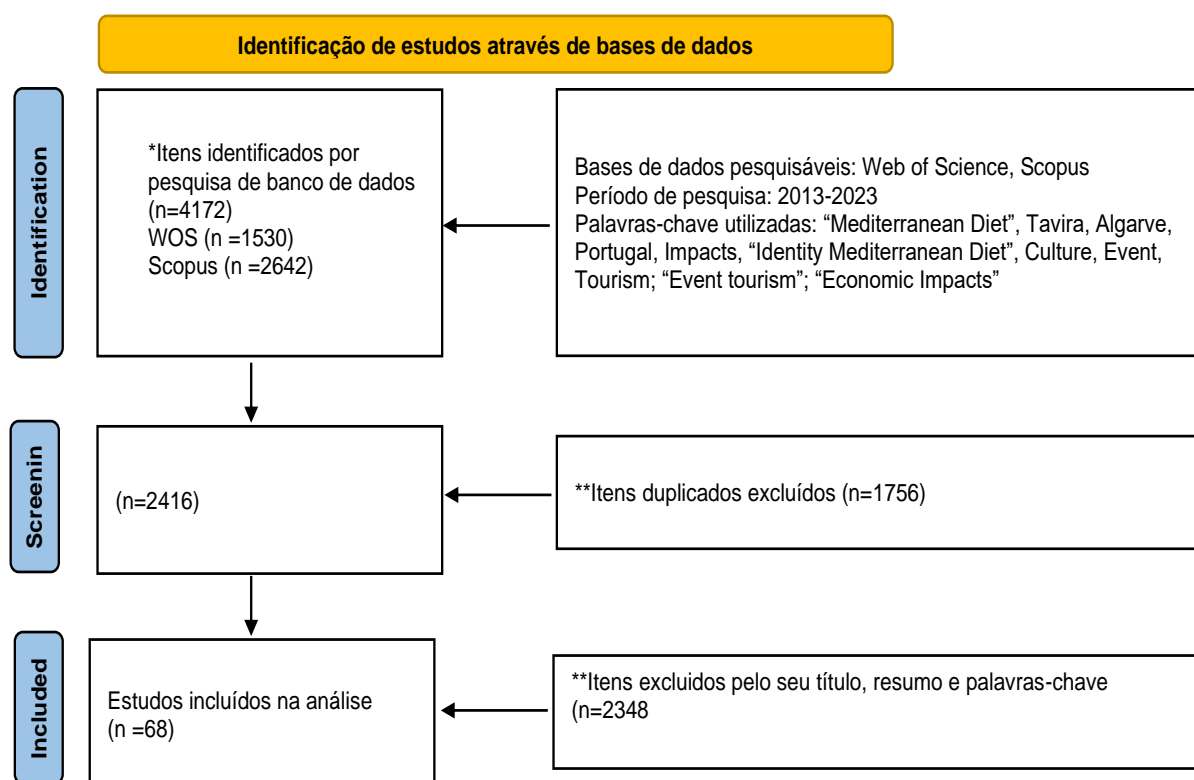 Identificação de estudos através de bases de dados
Identification
*Itens identificados por
pesquisa de banco de dados
(n=4172)
WOS (n =1530)
Scopus (n =2642)
Bases de dados pesquisáveis: Web of Science, Scopus
Período de pesquisa: 2013-2023
Palavras-chave utilizadas: “Mediterranean Diet”, Tavira, Algarve,
Portugal, Impacts, “Identity Mediterranean Diet”, Culture, Event,
Tourism; “Event tourism”; “Economic Impacts”
Screenin
(n=2416)
**Itens duplicados excluídos (n=1756)
Included
Estudos incluídos na análise
(n =68)
**Itens excluidos pelo seu título, resumo e palavras-chave
(n=2348